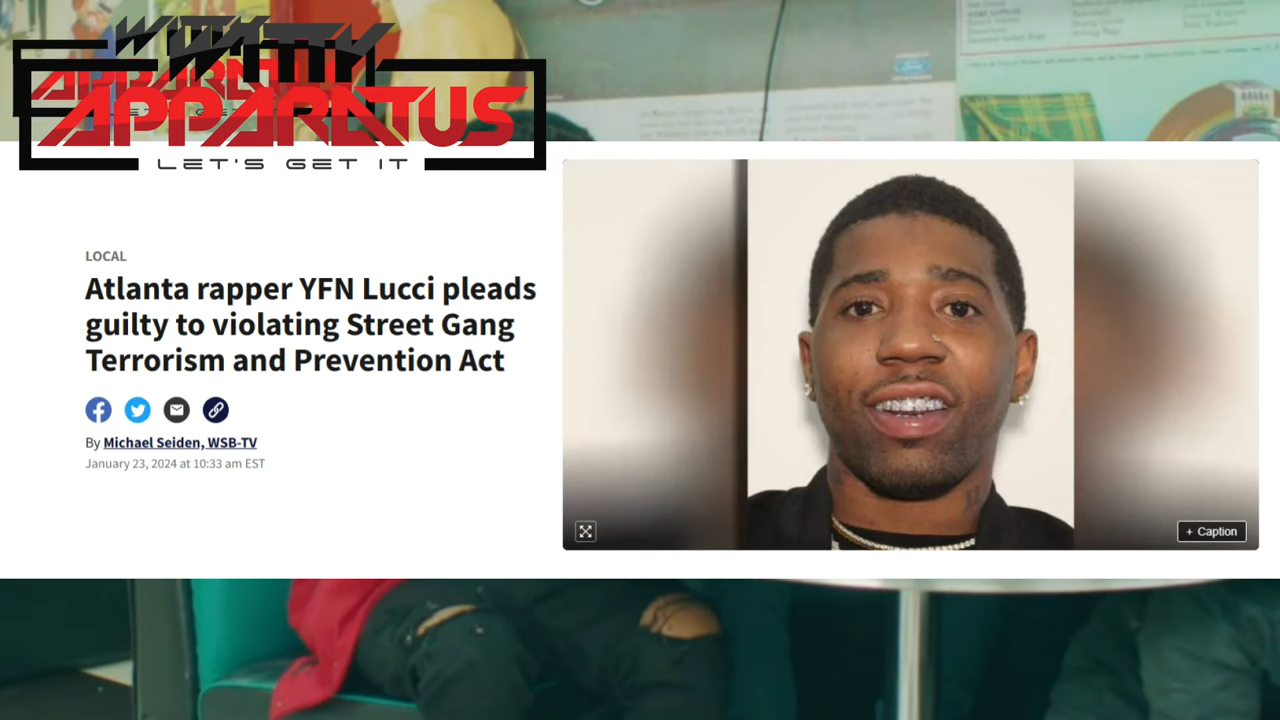 WITTY
APPARATUS
LET'S GET IT
LOCAL
Atlanta rapper YFN Lucci pleads
guilty to violating Street Gang
Terrorism and Prevention Act
By Michael Seiden, WSB-TV
January 23, 2024 at 10:33 am EST
+ Caption